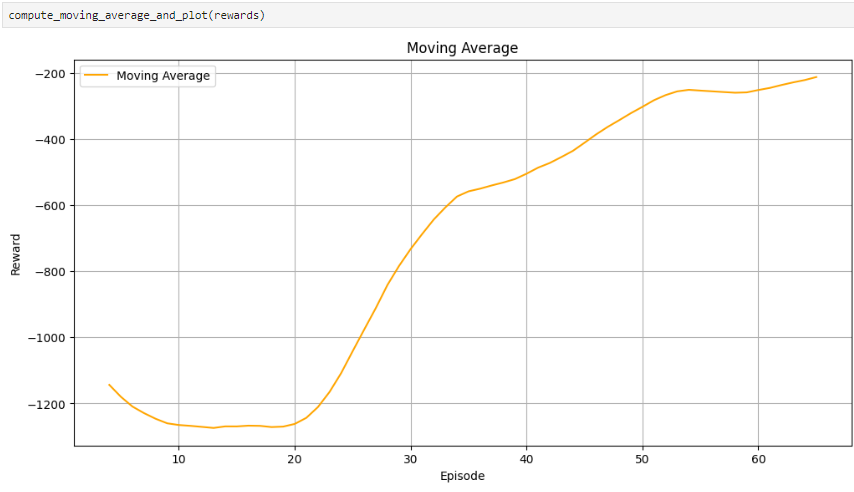 compute_moving_average_and_plot(rewards)
Moving Average
Moving Average
−200
−400
−600
−800
−1000
−1200
Reward
10 20 30 40 50 60
Episode